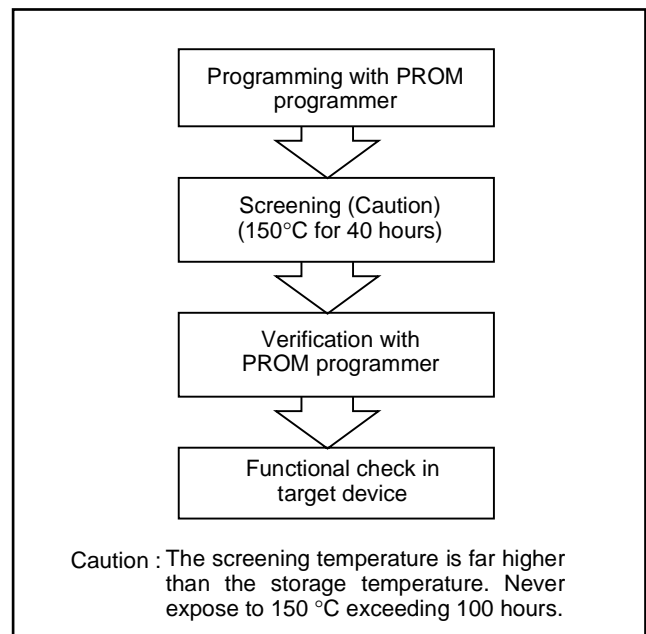 Programming with PROM
programmer
Screening (Caution)
(150°C for 40 hours)
Verification with
PROM programmer
Functional check in
target device
Caution : The screening temperature is far higher
than the storage temperature. Never
expose to 150 °C exceeding 100 hours.